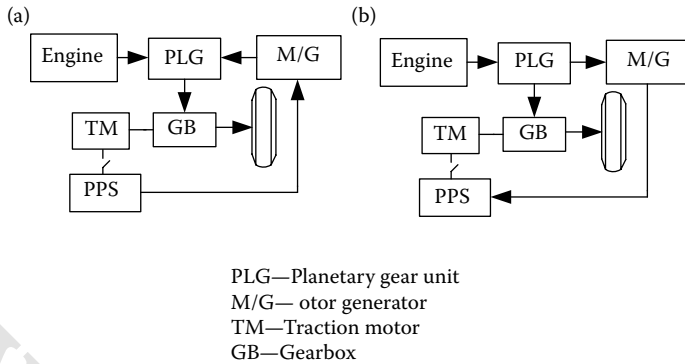 (a)
Engine
PLG
M/G
TM
GB
PPS
(b)
Engine
PLG
M/G
TM
GB
PPS
PLG—Planetary gear unit
M/G— otor generator
TM—Traction motor
GB—Gearbox